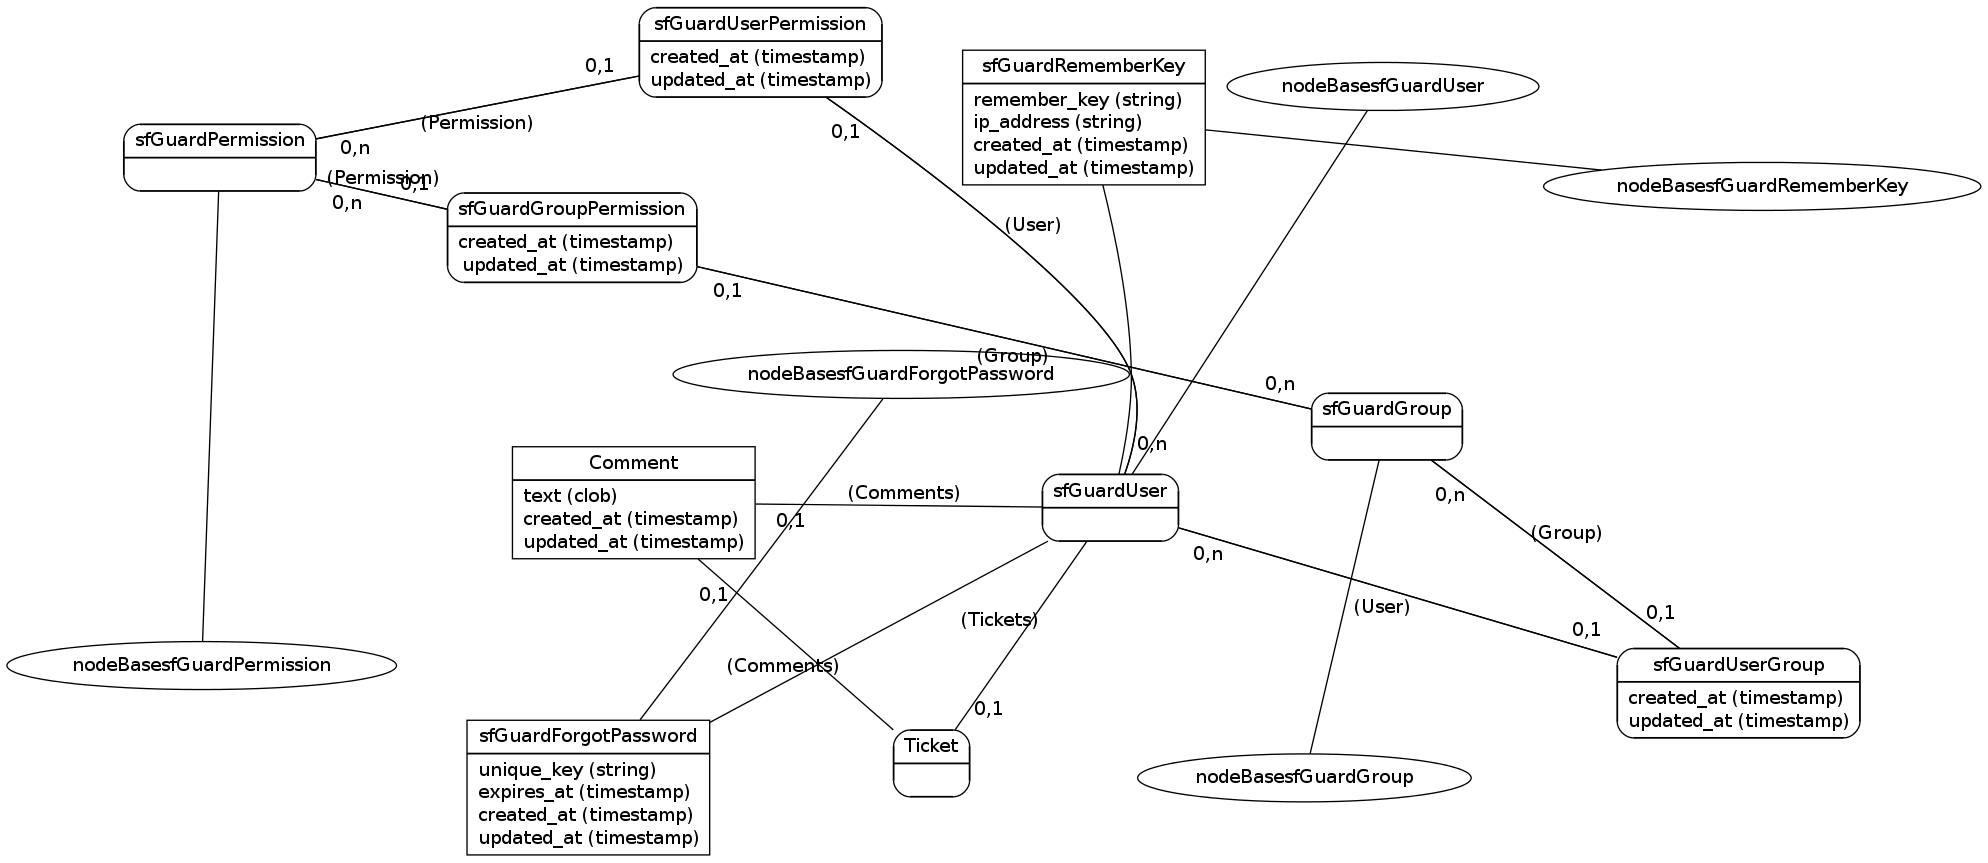 sfGuardUserPermission
created_at (timestamp)
updated_at (timestamp)
0,1
(Permission)
0,n
0,1
sfGuardRememberKey
remember_key (string)
ip_address (string)
created_at (timestamp)
updated_at (timestamp)
nodeBasesfGuardUser
nodeBasesfGuardRememberKey
sfGuardPermission
(Permission)
0,1
0,n
sfGuardGroupPermission
created_at (timestamp)
updated_at (timestamp)
(User)
0,1
(Group)
0,n
nodeBasesfGuardForgotPassword
sfGuardGroup
0,n
Comment
text (clob)
created_at (timestamp)
updated_at (timestamp)
(Comments)
sfGuardUser
0,n
0,n
(Group)
0,1
0,1
(Tickets)
(User)
0,1
0,1
(Comments)
nodeBasesfGuardPermission
sfGuardUserGroup
created_at (timestamp)
updated_at (timestamp)
0,1
sfGuardForgotPassword
unique_key (string)
expires_at (timestamp)
created_at (timestamp)
updated_at (timestamp)
Ticket
nodeBasesfGuardGroup